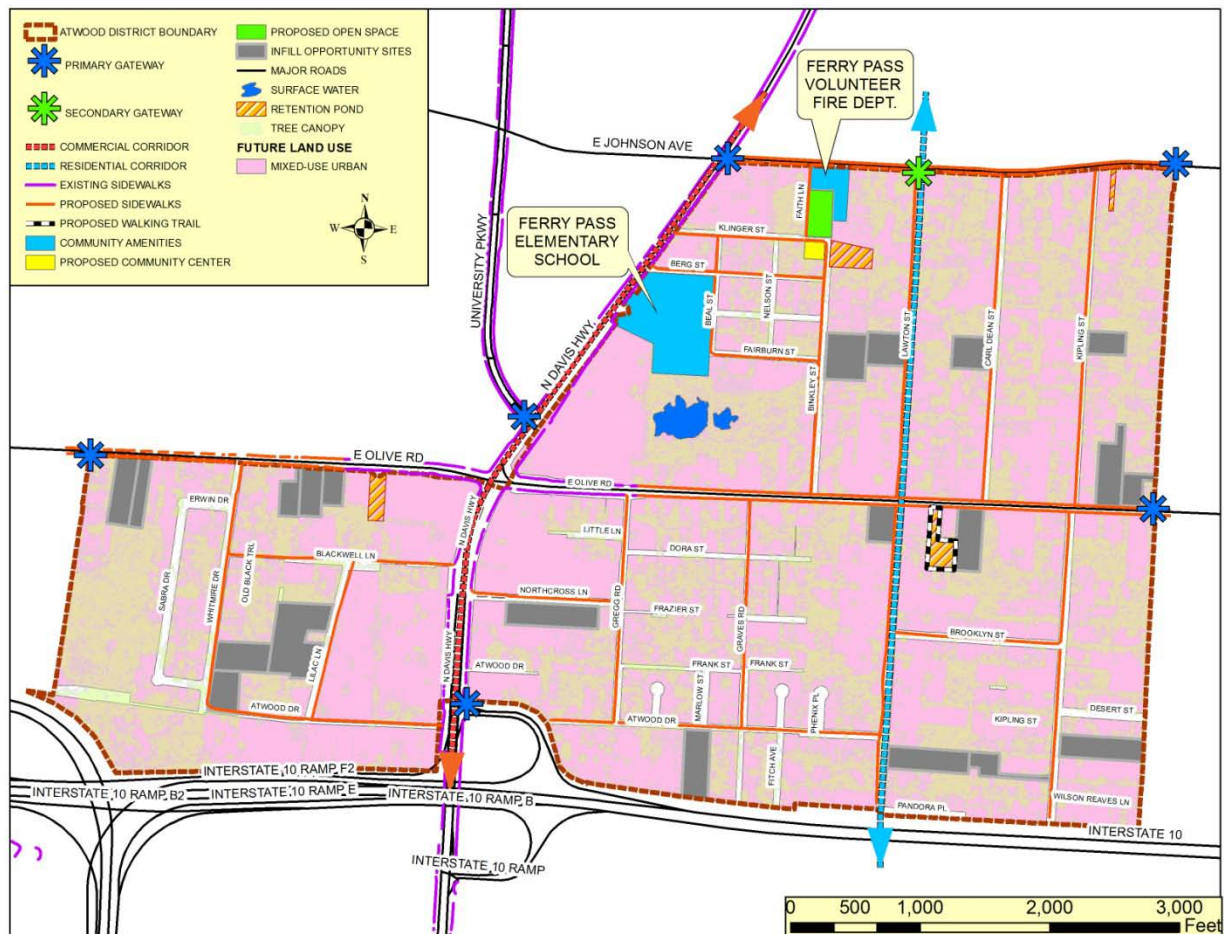 ATWOOD DISTRICT BOUNDARY
PRIMARY GATEWAY
SECONDARY GATEWAY
COMMERCIAL CORRIDOR
RESIDENTIAL CORRIDOR
EXISTING SIDEWALKS
PROPOSED SIDEWALKS
PROPOSED WALKING TRAIL
COMMUNITY AMENITIES
PROPOSED COMMUNITY CENTER
PROPOSED OPEN SPACE
INFILL OPPORTUNITY SITES
MAJOR ROADS
SURFACE WATER
RETENTION POND
TREE CANOPY
FUTURE LAND USE
MIXED-USE URBAN
N
W E
S
FERRY PASS
VOLUNTEER
FIRE DEPT.
E JOHNSON AVE
FERRY PASS
ELEMENTARY
SCHOOL
UNIVERSITY PKWY
N DAVIS HWY.
FAITH LN
KLINGER ST
BERG ST
BEAL ST
NELSON ST
FAIRBURN ST
BINKLEY ST
LAWTON ST
CARL DEAN ST
KIPLING ST
E OLIVE RD
E OLIVE RD
ERWIN DR
SABRA DR
WHITMIRE DR
OLD BLACK TRL
BLACKWELL LN
LILAC LN
ATWOOD DR
N DAVIS HWY
N DAVIS HWY
LITTLE LN
DORA ST
NORTHCROSS LN
GREGG RD
FRAZIER ST
GRAVES RD
ATWOOD DR
FRANK ST
FRANK ST
MARLOW ST
ATWOOD DR
FITCH AVE
PHENIX PL
BROOKLYN ST
KIPLING ST
DESERT ST
WILSON REAVES LN
PANDORA PL
INTERSTATE 10
INTERSTATE 10 RAMP F2
INTERSTATE 10 RAMP B2
INTERSTATE 10 RAMP E
INTERSTATE 10 RAMP B
INTERSTATE 10 RAMP
0 500 1,000 2,000 3,000
Feet